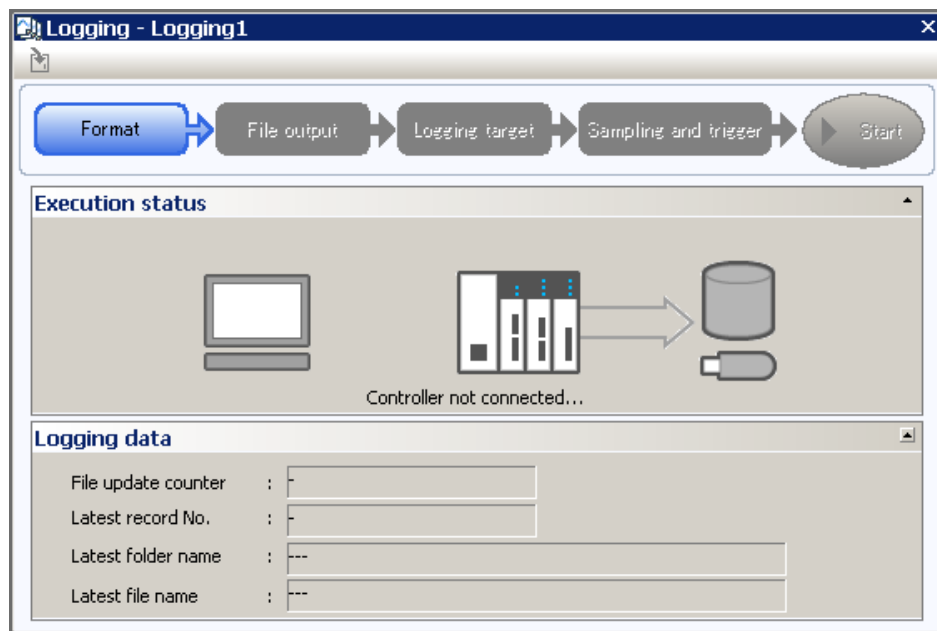 Logging - Logging1
Format File output Logging target Sampling and trigger Start
Execution status
Controller not connected...
Logging data
File update counter : -
Latest record No. : -
Latest folder name : ---
Latest file name : ---